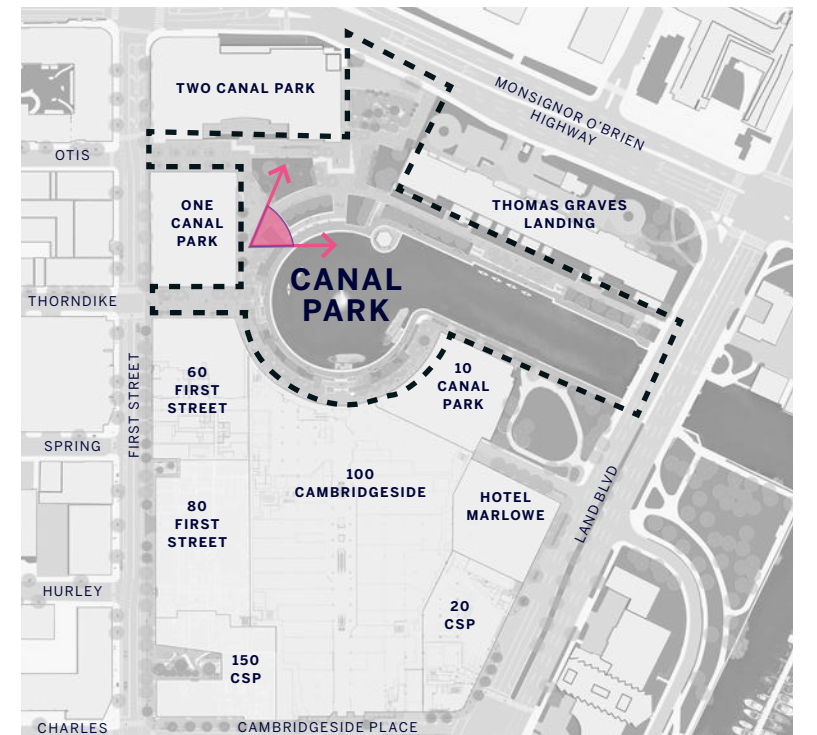 TWO CANAL PARK
MONSIGNOR O'BRIEN
HIGHWAY
OTIS
ONE
CANAL
PARK
THOMAS GRAVES
LANDING
CANAL
PARK
THORNDIKE
60
FIRST
STREET
10
CANAL
PARK
FIRST STREET
SPRING
100
CAMBRIDGESIDE
HOTEL
MARLOWE
LAND BLVD
80
FIRST
STREET
HURLEY
20
CSP
150
CSP
CHARLES
CAMBRIDGESIDE PLACE